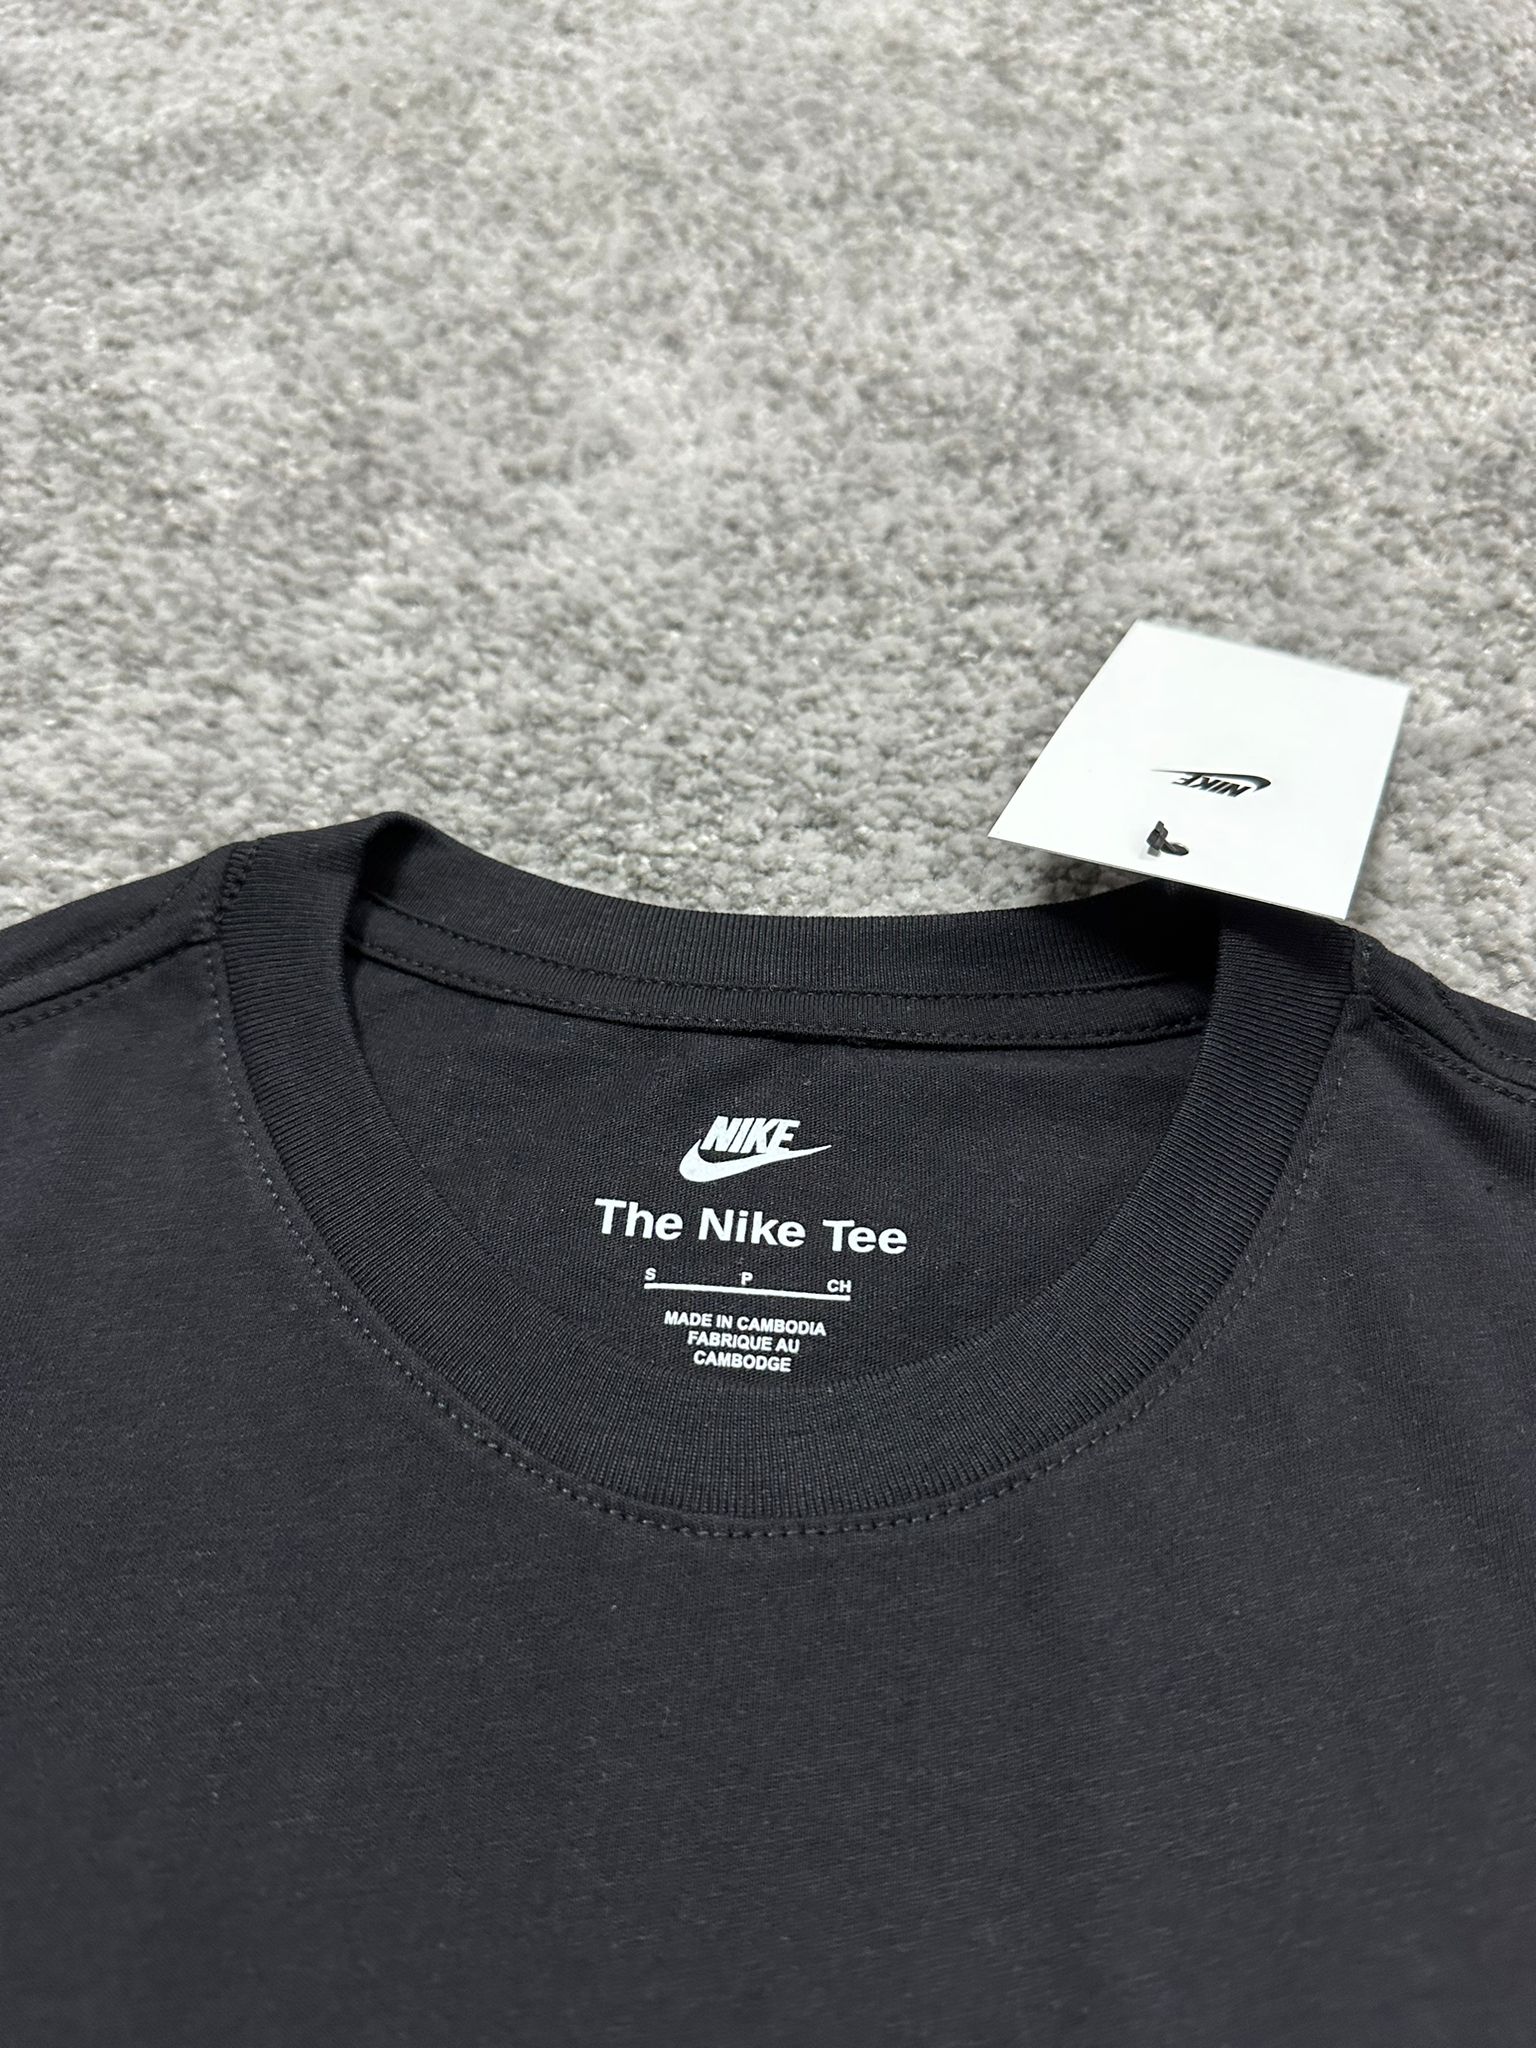 NIKE
NIKE
The Nike Tee
S P CH
MADE IN CAMBODIA
FABRIQUE AU
CAMBODGE